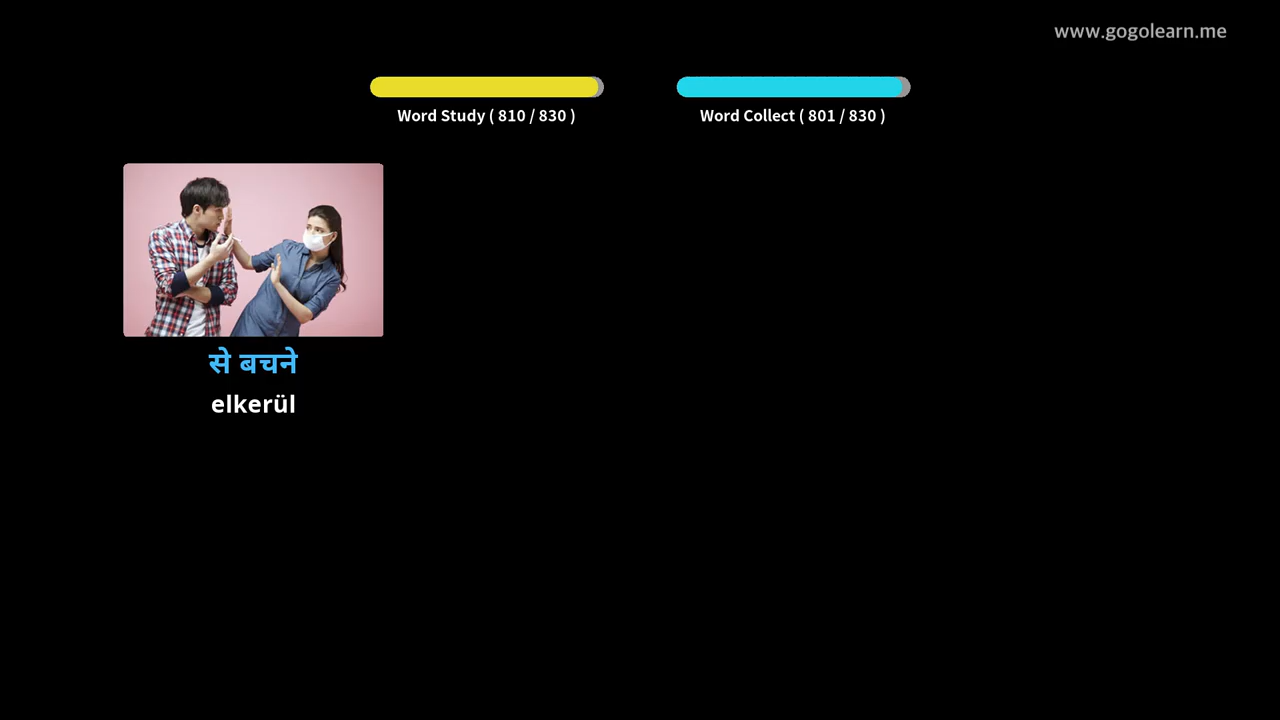 www.gogolearn.me
Word Study ( 810 / 830 )
Word Collect ( 801 / 830 )
से बचने
elkerül